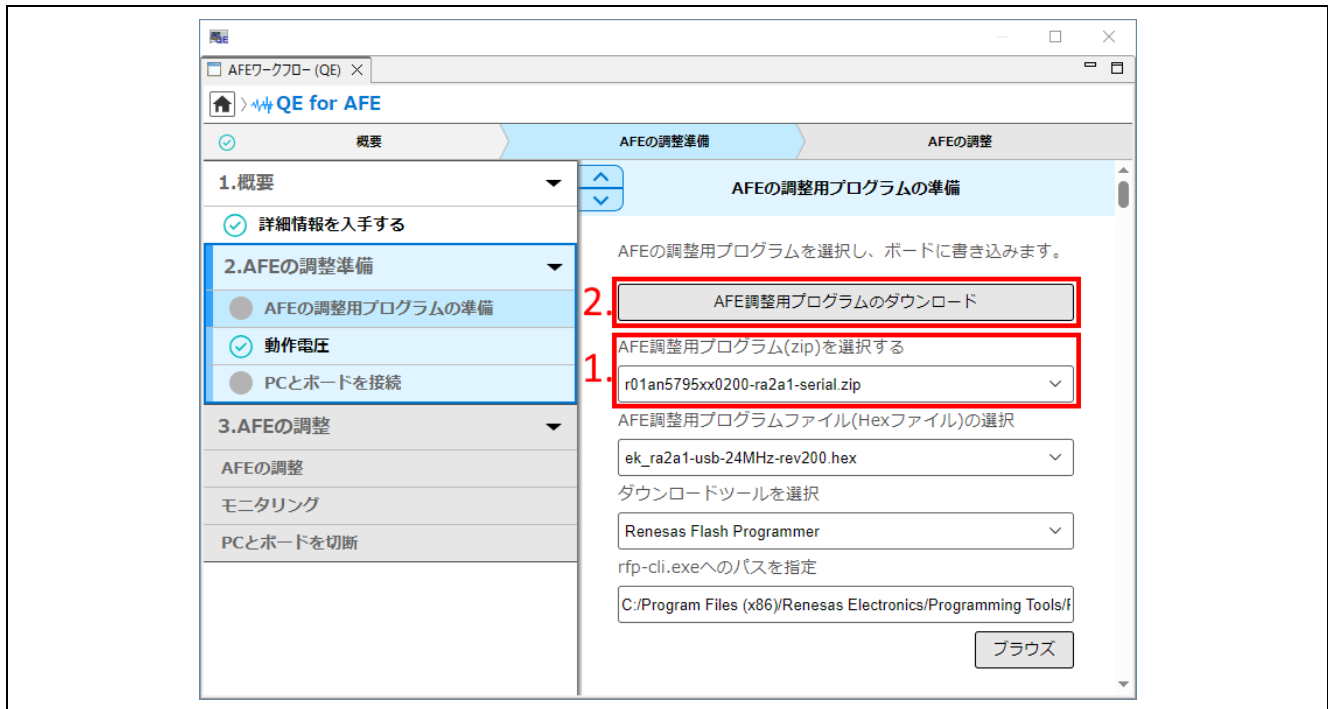 AFEワークフロー (QE)
QE for AFE
概要
AFEの調整準備
AFEの調整
1.概要
詳細情報を入手する
2.AFEの調整準備
AFEの調整用プログラムの準備
動作電圧
PCとボードを接続
3.AFEの調整
AFEの調整
モニタリング
PCとボードを切断
AFEの調整用プログラムの準備
AFEの調整用プログラムを選択し、ボードに書き込みます。
2.
AFE調整用プログラムのダウンロード
1.
AFE調整用プログラム(zip)を選択する
r01an5795xx0200-ra2a1-serial.zip
AFE調整用プログラムファイル(Hexファイル)の選択
ek_ra2a1-usb-24MHz-rev200.hex
ダウンロードツールを選択
Renesas Flash Programmer
rfp-cli.exeへのパスを指定
C:/Program Files (x86)/Renesas Electronics/Programming Tools/
ブラウズ